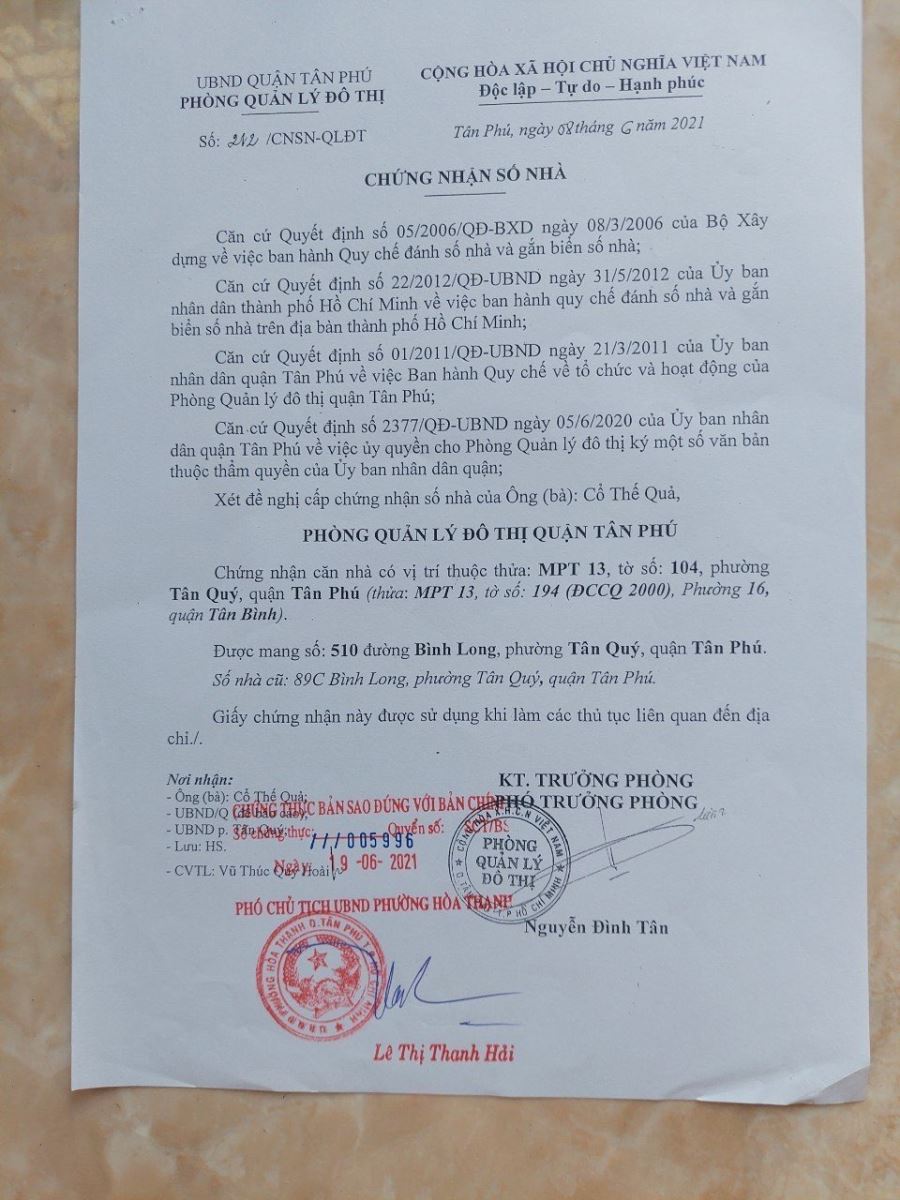 UBND QUẬN TÂN PHÚ
PHÒNG QUẢN LÝ ĐÔ THỊ
CỘNG HÒA XÃ HỘI CHỦ NGHĨA VIỆT NAM
Độc lập – Tự do – Hạnh phúc
Số: 212 /CNSN-QLĐT
Tân Phú, ngày 08 tháng 6 năm 2021
CHỨNG NHẬN SỐ NHÀ
Căn cứ Quyết định số 05/2006/QĐ-BXD ngày 08/3/2006 của Bộ Xây
dựng về việc ban hành Quy chế đánh số nhà và gắn biển số nhà;
Căn cứ Quyết định số 22/2012/QĐ-UBND ngày 31/5/2012 của Ủy ban
nhân dân thành phố Hồ Chí Minh về việc ban hành quy chế đánh số nhà và gắn
biển số nhà trên địa bàn thành phố Hồ Chí Minh;
Căn cứ Quyết định số 01/2011/QĐ-UBND ngày 21/3/2011 của Ủy ban
nhân dân quận Tân Phú về việc Ban hành Quy chế về tổ chức và hoạt động của
Phòng Quản lý đô thị quận Tân Phú;
Căn cứ Quyết định số 2377/QĐ-UBND ngày 05/6/2020 của Ủy ban nhân
dân quận Tân Phú về việc ủy quyền cho Phòng Quản lý đô thị ký một số văn bản
thuộc thẩm quyền của Ủy ban nhân dân quận;
Xét đề nghị cấp chứng nhận số nhà của Ông (bà): Cổ Thế Quả,
PHÒNG QUẢN LÝ ĐÔ THỊ QUẬN TÂN PHÚ
Chứng nhận căn nhà có vị trí thuộc thửa: MPT 13, tờ số: 104, phường
Tân Quý, quận Tân Phú (thửa: MPT 13, tờ số: 194 (ĐCCQ 2000), Phường 16,
quận Tân Bình).
Được mang số: 510 đường Bình Long, phường Tân Quý, quận Tân Phú.
Số nhà cũ: 89C Bình Long, phường Tân Quý, quận Tân Phú.
Giấy chứng nhận này được sử dụng khi làm các thủ tục liên quan đến địa
chỉ./.
Nơi nhận:
- Ông (bà): Cổ Thế Quả;
- UBND/Q (để báo cáo);
- UBND p. Tân Quý;
- Lưu: HS.
- CVTL: Vũ Thúc Quý Hoài
KT. TRƯỞNG PHÒNG
PHÓ TRƯỞNG PHÒNG
CHỨNG THỰC BẢN SAO ĐÚNG VỚI BẢN CHÍNH
Số chứng thực: 005996 Quyển số: SCT/BS
Ngày: 19 -06- 2021
PHÒNG
QUẢN LÝ
ĐÔ THỊ
PHÓ CHỦ TỊCH UBND PHƯỜNG HÒA THẠNH
Nguyễn Đình Tân
Lê Thị Thanh Hải